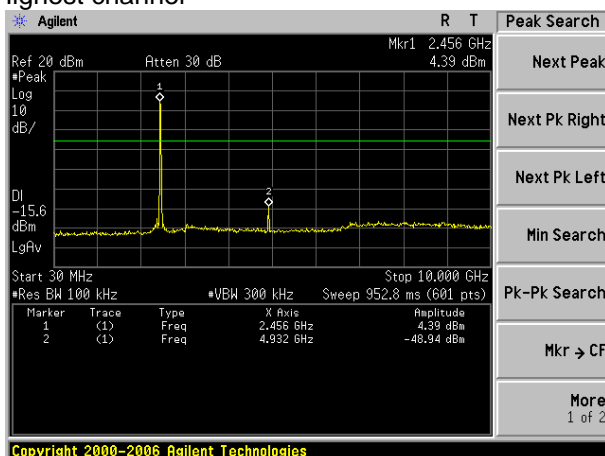 Agilent R T Peak Search
Mkr1 2.456 GHz
Ref 20 dBm Atten 30 dB 4.39 dBm
#Peak
Log
10
dB/
1
2
DI
-15.6
dBm
LgAv
Start 30 MHz Stop 10.000 GHz
#Res BW 100 kHz #VBW 300 kHz Sweep 952.8 ms (601 pts)
Marker Trace Type X Axis Amplitude
1 (1) Freq 2.456 GHz 4.39 dBm
2 (1) Freq 4.932 GHz -48.94 dBm
Next Peak
Next Pk Right
Next Pk Left
Min Search
Pk-Pk Search
Mkr → CF
More
1 of 2
Copyright 2000-2006 Agilent Technologies